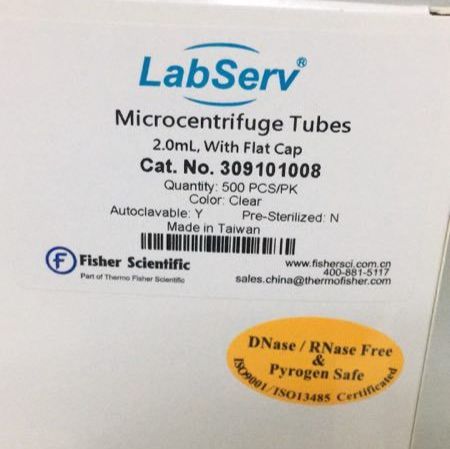 LabServ®
Microcentrifuge Tubes
2.0mL, With Flat Cap
Cat. No. 309101008
Quantity: 500 PCS/PK
Color: Clear
Autoclavable: Y Pre-Sterilized: N
Made in Taiwan
F Fisher Scientific
Part of Thermo Fisher Scientific
www.fishersci.com.cn
400-881-5117
sales.china@thermofisher.com
DNase / RNase Free
&
Pyrogen Safe
ISO9001/ISO13485 Certificated